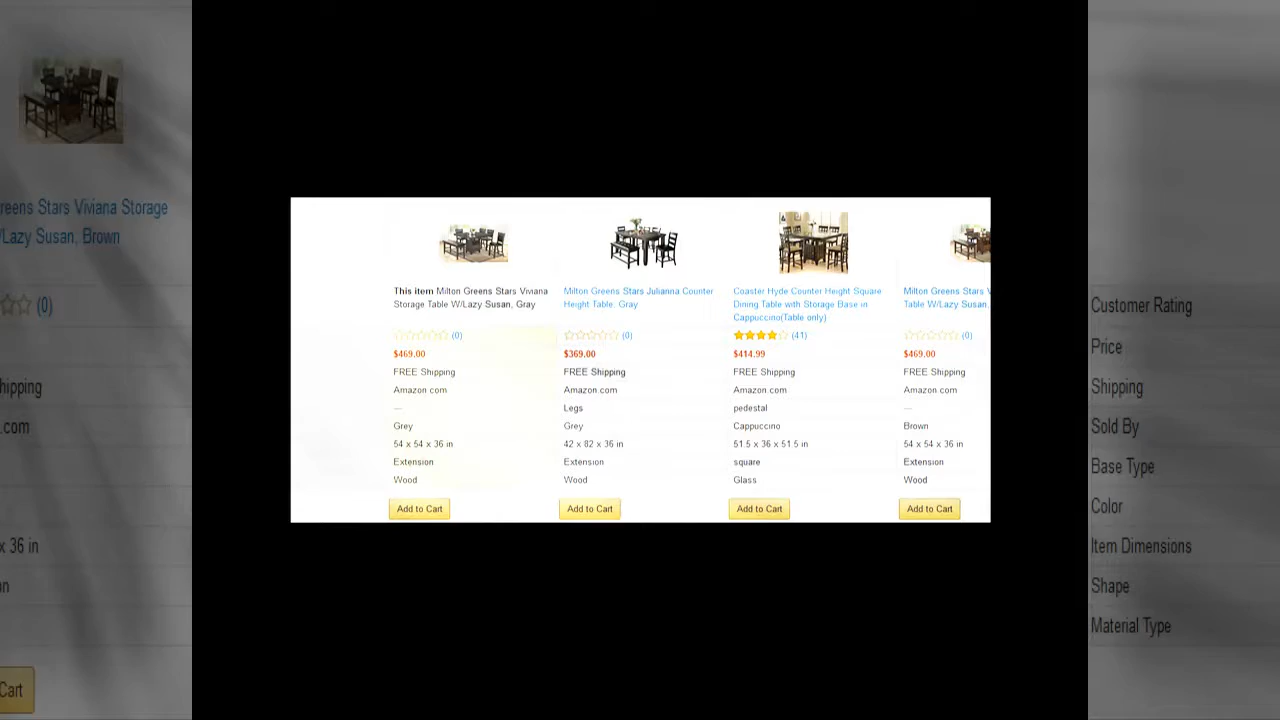 reens Stars Viviana Storage
/Lazy Susan, Brown
(0)
hipping
.com
x 36 in
on
Cart
This item Milton Greens Stars Viviana
Storage Table W/Lazy Susan, Gray
(0)
$469.00
FREE Shipping
Amazon.com
—
Grey
54 x 54 x 36 in
Extension
Wood
Add to Cart
Milton Greens Stars Julianna Counter
Height Table, Gray
(0)
$369.00
FREE Shipping
Amazon.com
Legs
Grey
42 x 82 x 36 in
Extension
Wood
Add to Cart
Coaster Hyde Counter Height Square
Dining Table with Storage Base in
Cappuccino(Table only)
(41)
$414.99
FREE Shipping
Amazon.com
pedestal
Cappuccino
51.5 x 36 x 51.5 in
square
Glass
Add to Cart
Milton Greens Stars V
Table W/Lazy Susan,
(0)
$469.00
FREE Shipping
Amazon.com
—
Brown
54 x 54 x 36 in
Extension
Wood
Add to Cart
Customer Rating
Price
Shipping
Sold By
Base Type
Color
Item Dimensions
Shape
Material Type